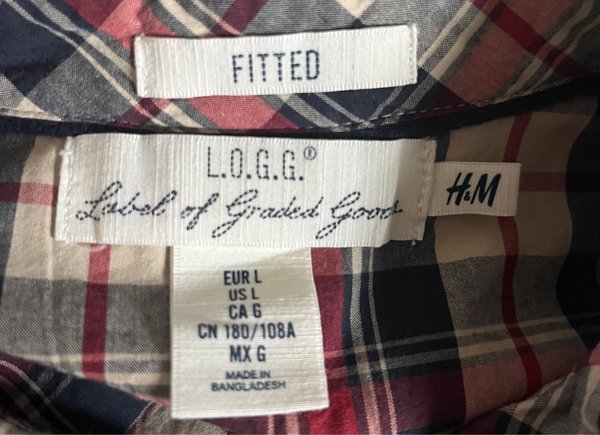 FITTED
L.O.G.G.®
Label of Graded Goods
H&M
EUR L
US L
CA G
CN 180/108A
MX G
MADE IN
BANGLADESH